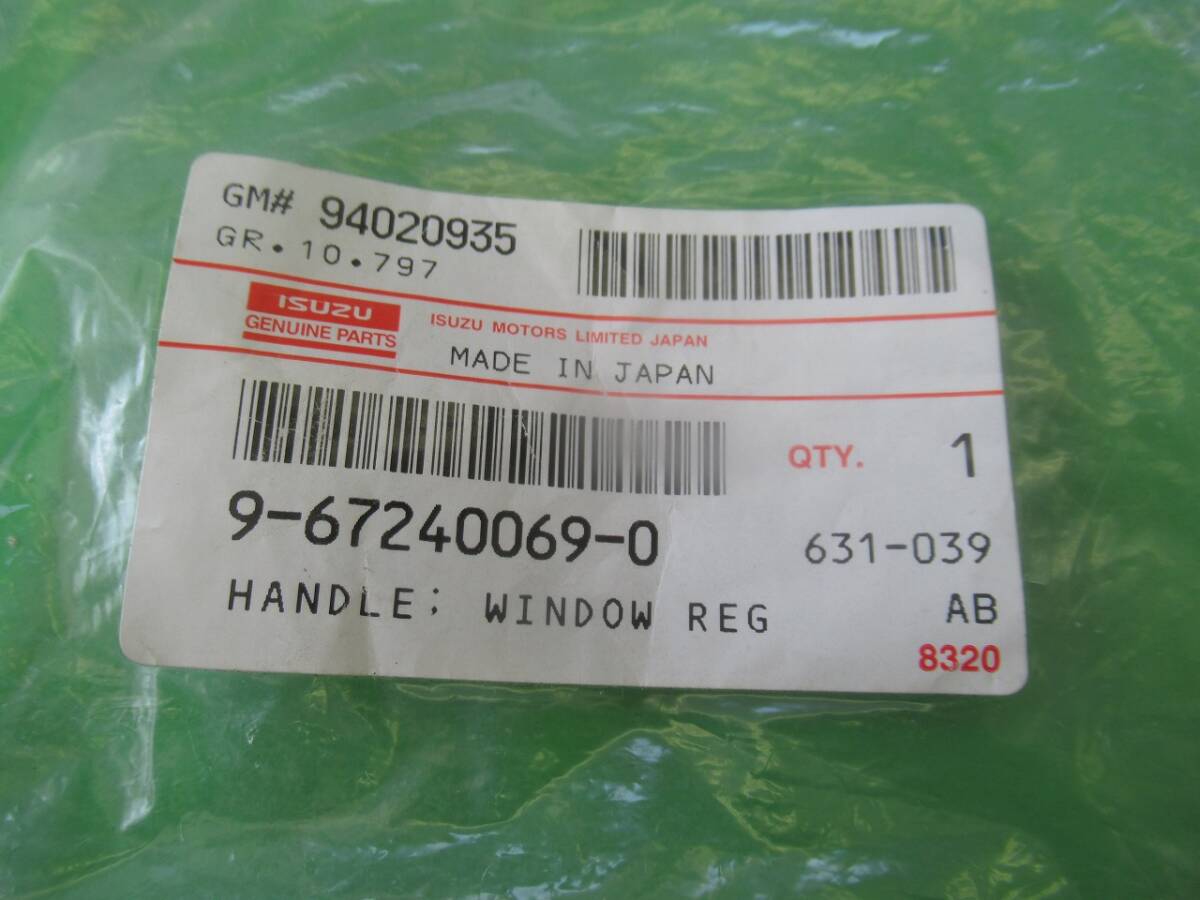 GM# 94020935
GR.10.797
ISUZU
GENUINE PARTS
ISUZU MOTORS LIMITED JAPAN
MADE IN JAPAN
QTY. 1
9-67240069-0
631-039
HANDLE; WINDOW REG
AB
8320